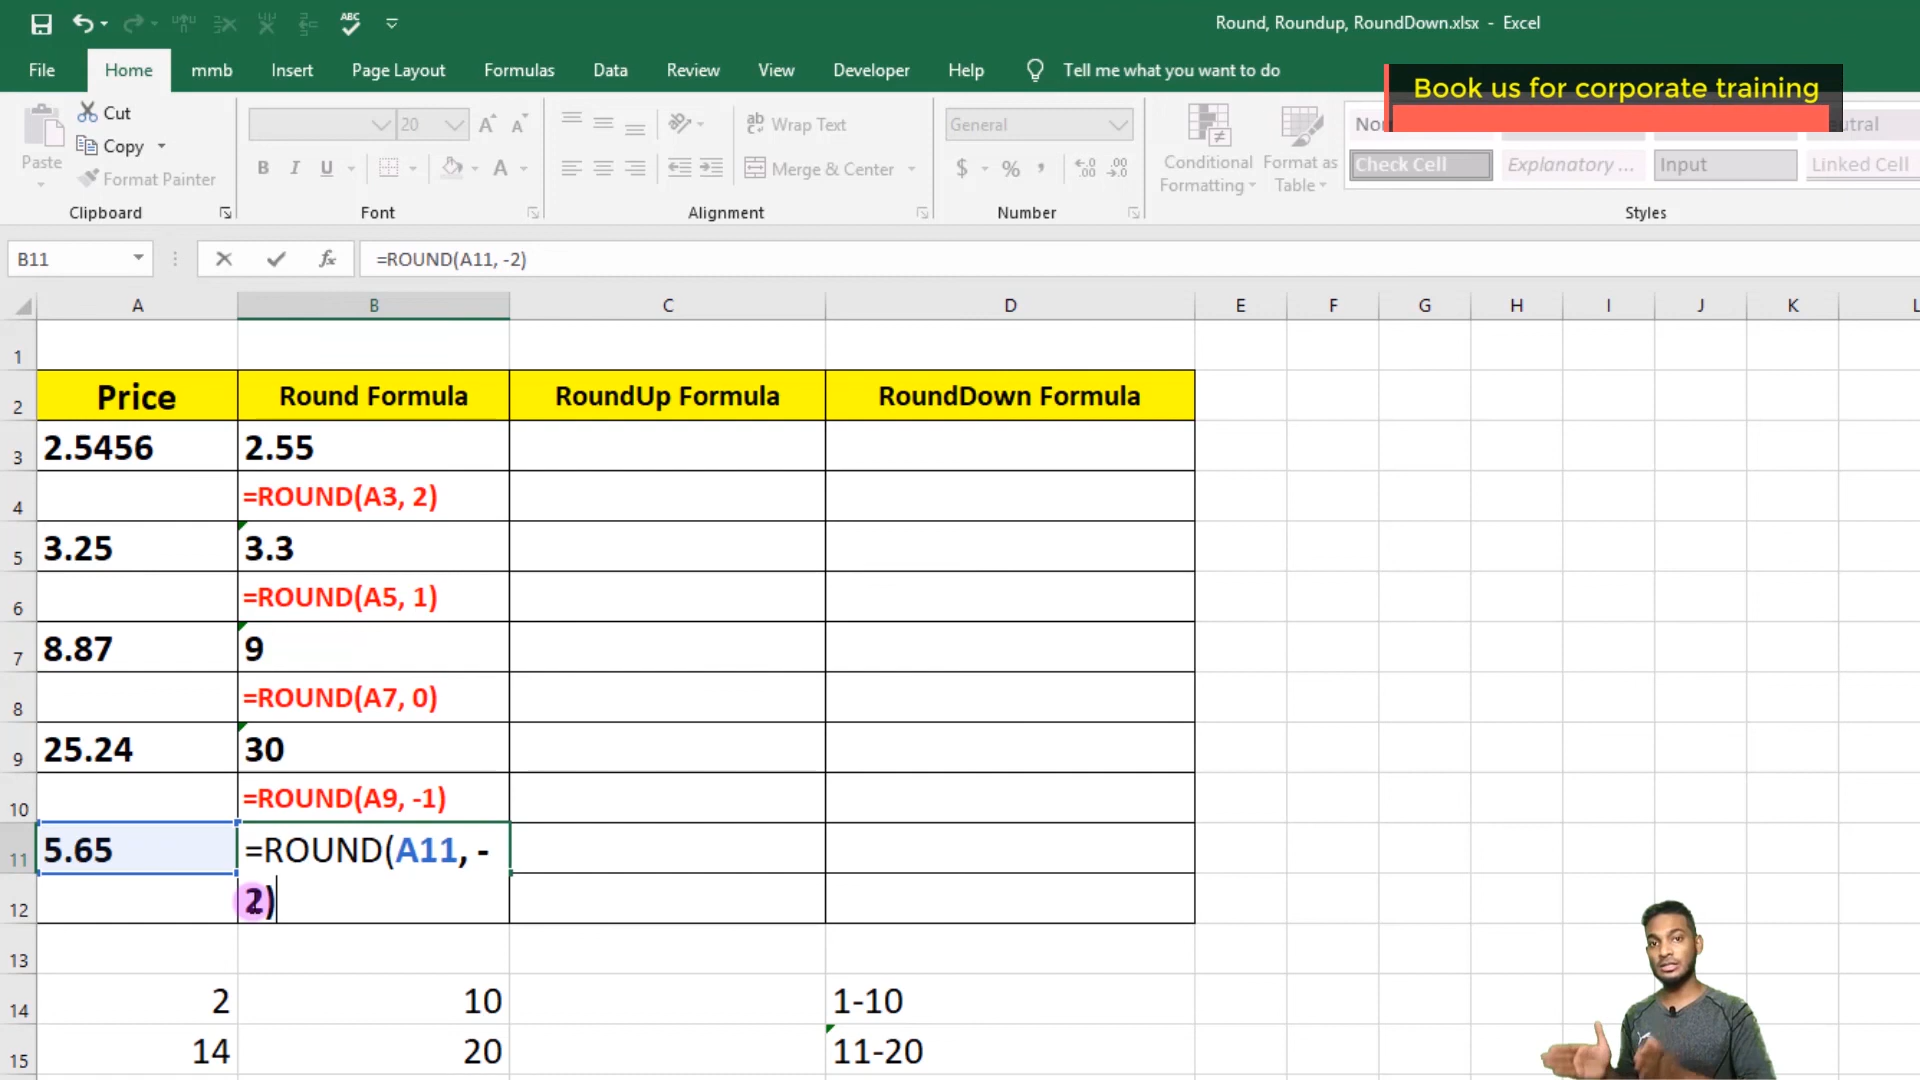 ABC
Round, Roundup, RoundDown.xlsx - Excel
File Home mmb Insert Page Layout Formulas Data Review View Developer Help Tell me what you want to do
Book us for corporate training
Paste
Cut
Copy
Format Painter
Clipboard
20
B I U A
Font
Wrap Text
Merge & Center
Alignment
General
$ % ,
Number
Conditional Formatting
Format as Table
Check Cell Explanatory ... Input Linked Cell
Styles
B11 fx =ROUND(A11, -2)
A B C D E F G H I J K L
1
2 Price Round Formula RoundUp Formula RoundDown Formula
3 2.5456 2.55
4 =ROUND(A3, 2)
5 3.25 3.3
6 =ROUND(A5, 1)
7 8.87 9
8 =ROUND(A7, 0)
9 25.24 30
10 =ROUND(A9, -1)
11 5.65 =ROUND(A11, -
12 2)
13
14 2 10 1-10
15 14 20 11-20